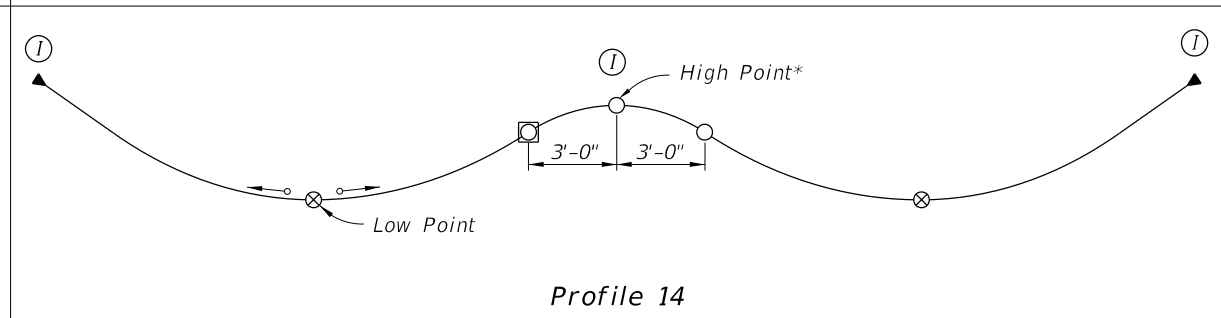 I
I
I
High Point*
3'-0"
3'-0"
Low Point
Profile 14